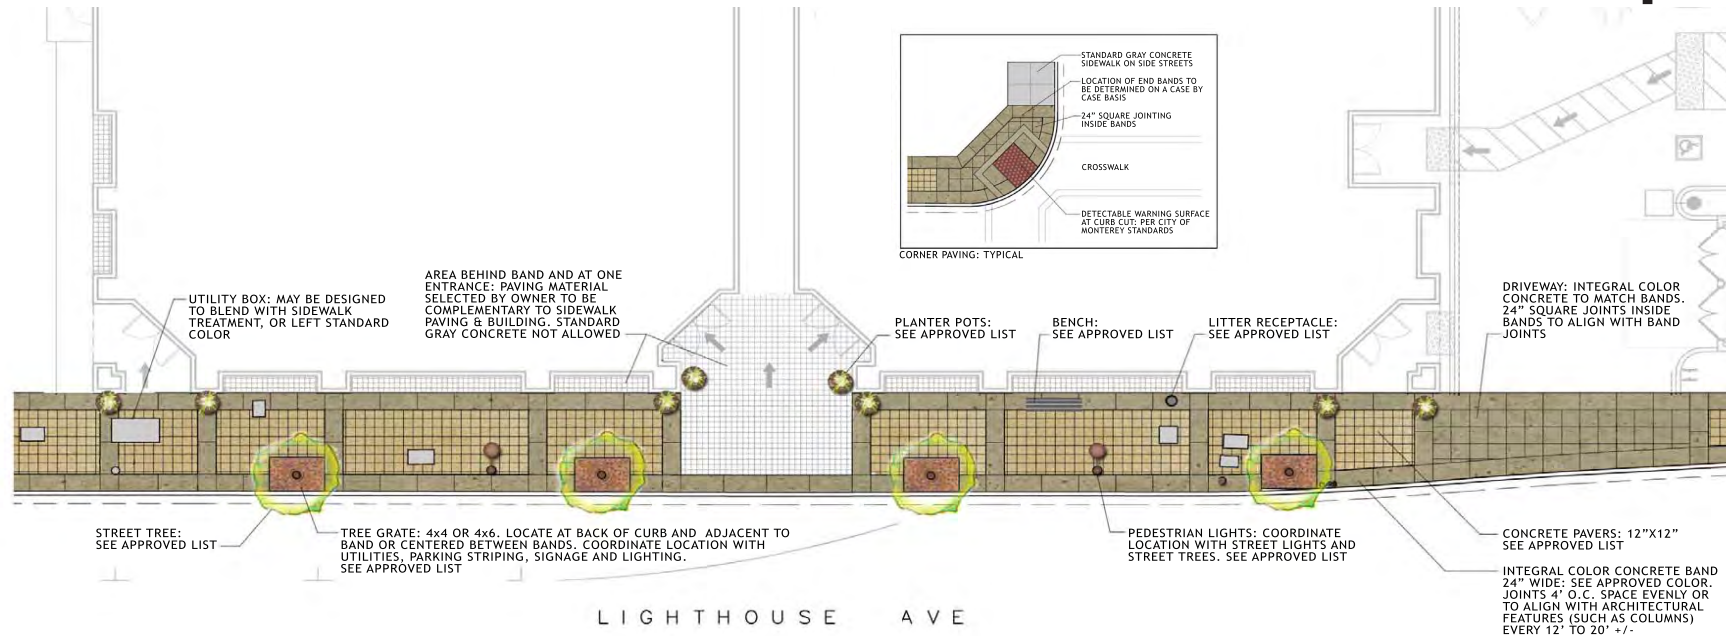 STANDARD GRAY CONCRETE
SIDEWALK ON SIDE STREETS
LOCATION OF END BANDS TO
BE DETERMINED ON A CASE BY
CASE BASIS
24" SQUARE JOINTING
INSIDE BANDS
CROSSWALK
DETECTABLE WARNING SURFACE
AT CURB CUT: PER CITY OF
MONTEREY STANDARDS
CORNER PAVING: TYPICAL
UTILITY BOX: MAY BE DESIGNED
TO BLEND WITH SIDEWALK
TREATMENT, OR LEFT STANDARD
COLOR
AREA BEHIND BAND AND AT ONE
ENTRANCE: PAVING MATERIAL
SELECTED BY OWNER TO BE
COMPLEMENTARY TO SIDEWALK
PAVING & BUILDING. STANDARD
GRAY CONCRETE NOT ALLOWED
PLANTER POTS:
SEE APPROVED LIST
BENCH:
SEE APPROVED LIST
LITTER RECEPTACLE:
SEE APPROVED LIST
DRIVEWAY: INTEGRAL COLOR
CONCRETE TO MATCH BANDS.
24" SQUARE JOINTS INSIDE
BANDS TO ALIGN WITH BAND
JOINTS
STREET TREE:
SEE APPROVED LIST
TREE GRATE: 4x4 OR 4x6. LOCATE AT BACK OF CURB AND ADJACENT TO
BAND OR CENTERED BETWEEN BANDS. COORDINATE LOCATION WITH
UTILITIES, PARKING STRIPING, SIGNAGE AND LIGHTING.
SEE APPROVED LIST
PEDESTRIAN LIGHTS: COORDINATE
LOCATION WITH STREET LIGHTS AND
STREET TREES. SEE APPROVED LIST
CONCRETE PAVERS: 12"X12"
SEE APPROVED LIST
INTEGRAL COLOR CONCRETE BAND
24" WIDE: SEE APPROVED COLOR.
JOINTS 4' O.C. SPACE EVENLY OR
TO ALIGN WITH ARCHITECTURAL
FEATURES (SUCH AS COLUMNS)
EVERY 12' TO 20' +/-
LIGHTHOUSE AVE